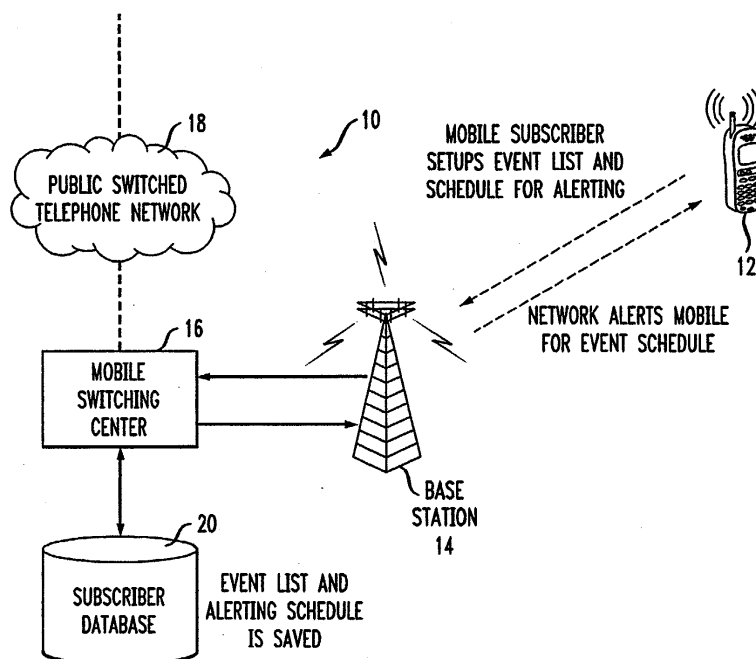 18
PUBLIC SWITCHED
TELEPHONE NETWORK
10
MOBILE SUBSCRIBER
SETUPS EVENT LIST AND
SCHEDULE FOR ALERTING
12
NETWORK ALERTS MOBILE
FOR EVENT SCHEDULE
16
MOBILE
SWITCHING
CENTER
BASE
STATION
14
20
SUBSCRIBER
DATABASE
EVENT LIST AND
ALERTING SCHEDULE
IS SAVED